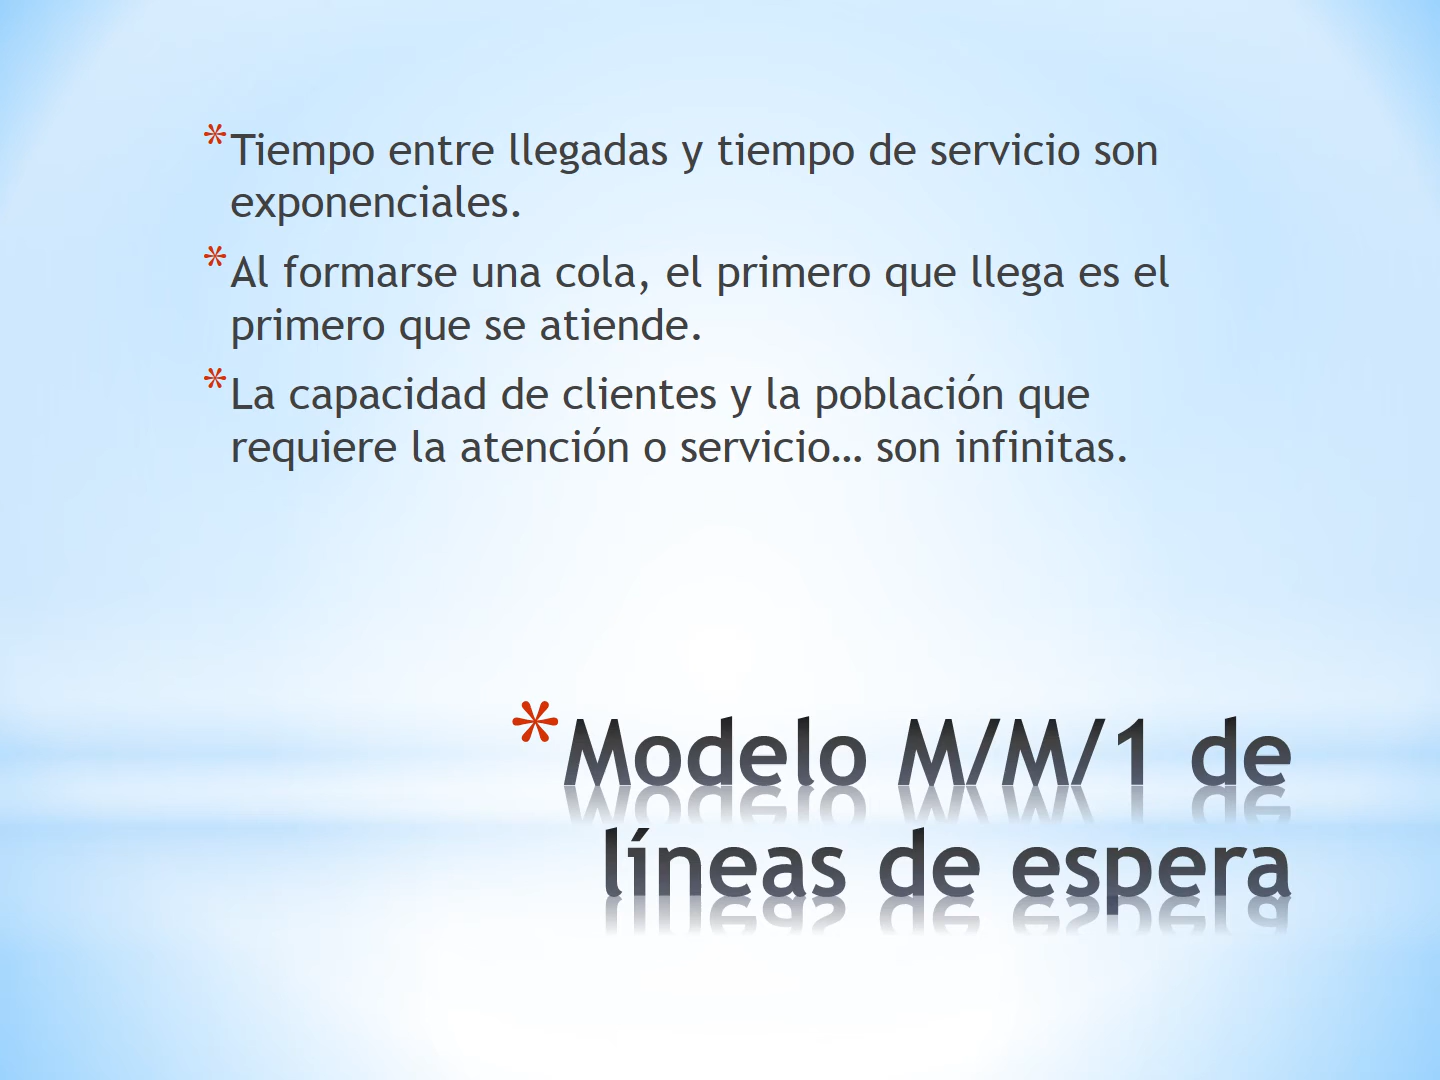 * Tiempo entre llegadas y tiempo de servicio son
exponenciales.
* Al formarse una cola, el primero que llega es el
primero que se atiende.
* La capacidad de clientes y la población que
requiere la atención o servicio… son infinitas.
* Modelo M/M/1 de
líneas de espera